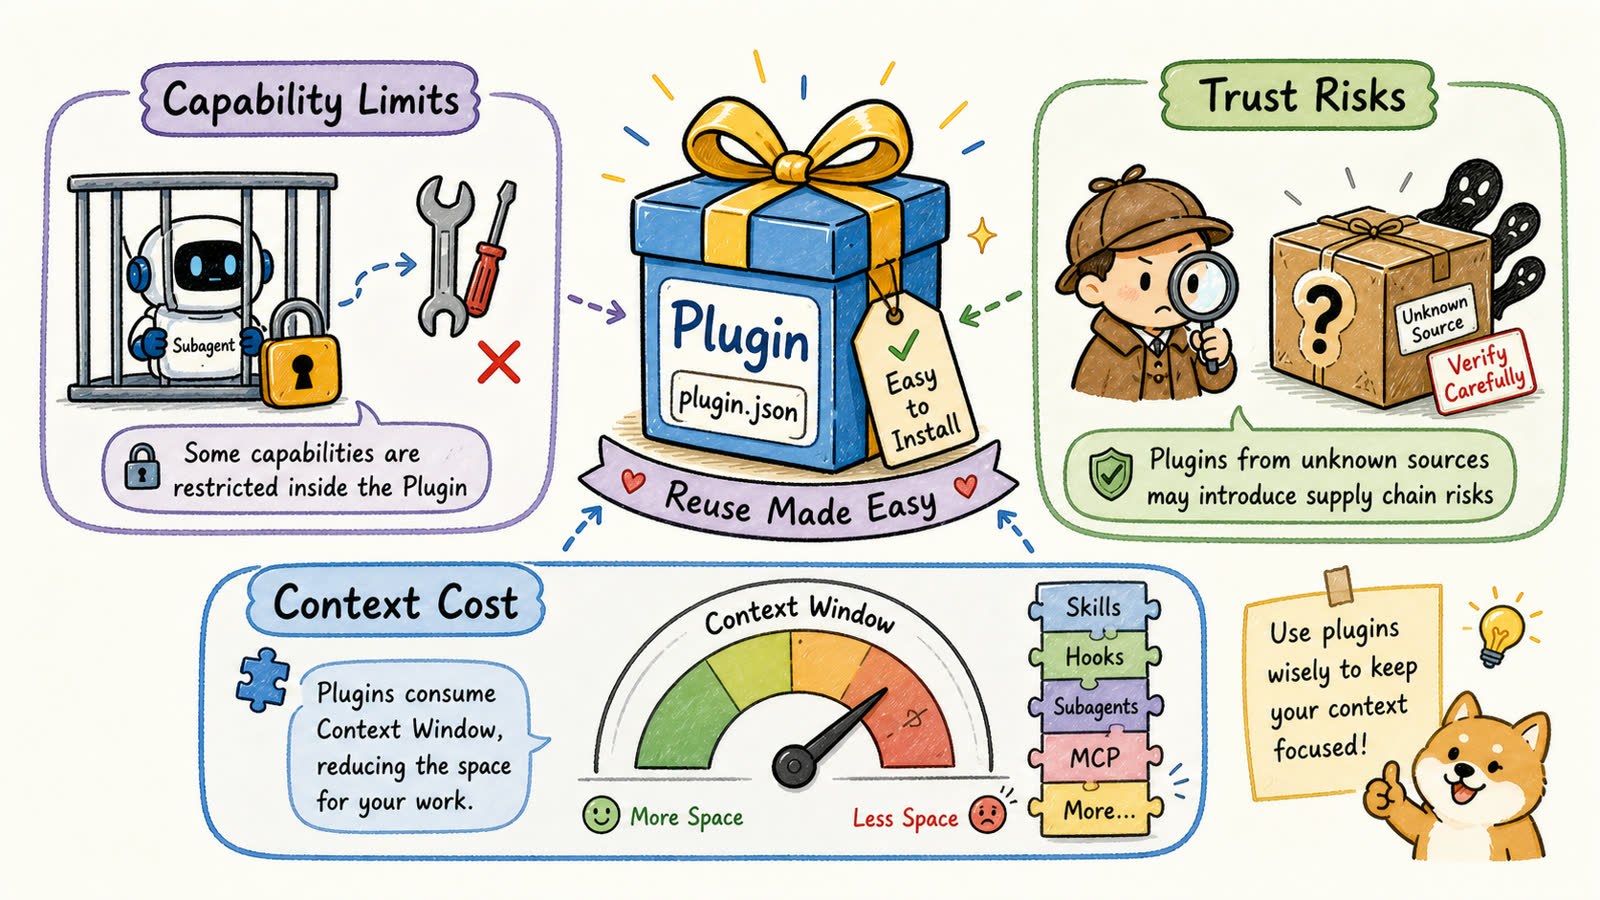 Capability Limits
Subagent
Some capabilities are
restricted inside the Plugin
Plugin
plugin.json
Easy
to
Install
Reuse Made Easy
Trust Risks
?
Unknown
Source
Verify
Carefully
Plugins from unknown sources
may introduce supply chain risks
Context Cost
Plugins consume
Context Window,
reducing the space
for your work.
Context Window
More Space
Less Space
Skills
Hooks
Subagents
MCP
More...
Use plugins
wisely to keep
your context
focused!